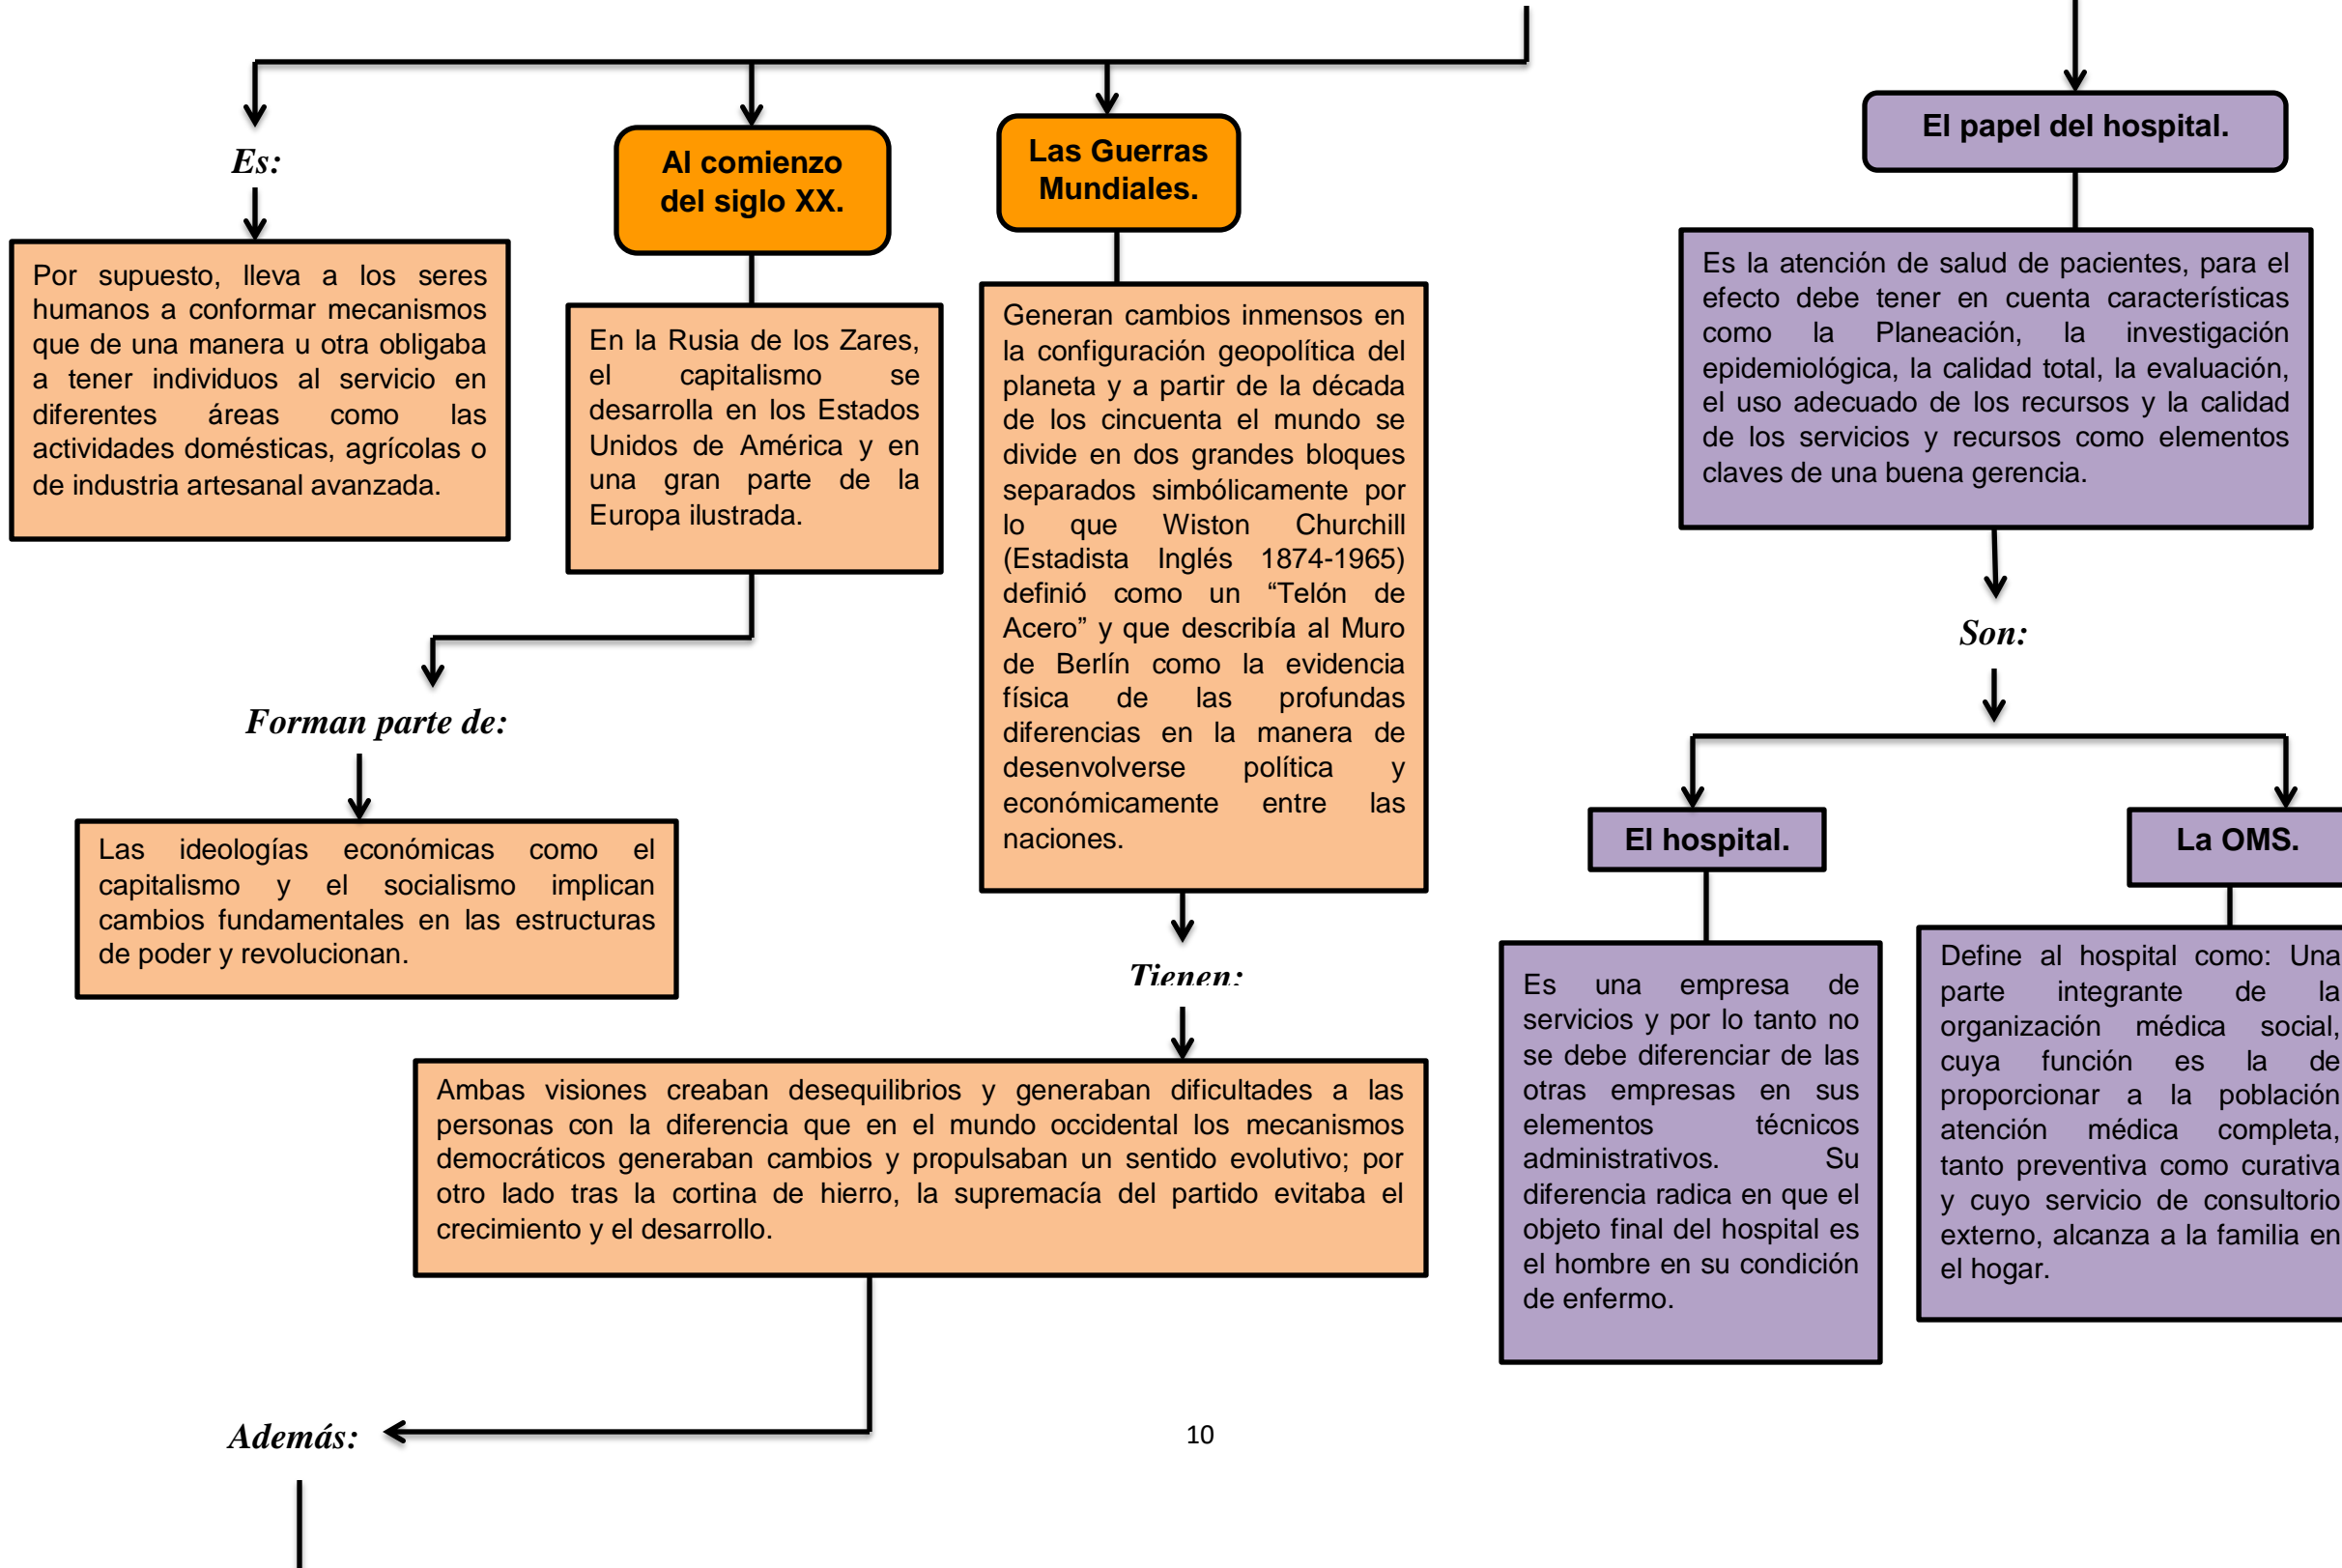 Es:
Por supuesto, lleva a los seres
humanos a conformar mecanismos
que de una manera u otra obligaba
a tener individuos al servicio en
diferentes áreas como las
actividades domésticas, agrícolas o
de industria artesanal avanzada.
Al comienzo
del siglo XX.
En la Rusia de los Zares,
el capitalismo se
desarrolla en los Estados
Unidos de América y en
una gran parte de la
Europa ilustrada.
Forman parte de:
Las ideologías económicas como el
capitalismo y el socialismo implican
cambios fundamentales en las estructuras
de poder y revolucionan.
Las Guerras
Mundiales.
Generan cambios inmensos en
la configuración geopolítica del
planeta y a partir de la década
de los cincuenta el mundo se
divide en dos grandes bloques
separados simbólicamente por
lo que Wiston Churchill
(Estadista Inglés 1874-1965)
definió como un “Telón de
Acero” y que describía al Muro
de Berlín como la evidencia
física de las profundas
diferencias en la manera de
desenvolverse política y
económicamente entre las
naciones.
Tienen:
Ambas visiones creaban desequilibrios y generaban dificultades a las
personas con la diferencia que en el mundo occidental los mecanismos
democráticos generaban cambios y propulsaban un sentido evolutivo; por
otro lado tras la cortina de hierro, la supremacía del partido evitaba el
crecimiento y el desarrollo.
Además:
El papel del hospital.
Es la atención de salud de pacientes, para el
efecto debe tener en cuenta características
como la Planeación, la investigación
epidemiológica, la calidad total, la evaluación,
el uso adecuado de los recursos y la calidad
de los servicios y recursos como elementos
claves de una buena gerencia.
Son:
El hospital.
Es una empresa de
servicios y por lo tanto no
se debe diferenciar de las
otras empresas en sus
elementos técnicos
administrativos. Su
diferencia radica en que el
objeto final del hospital es
el hombre en su condición
de enfermo.
La OMS.
Define al hospital como: Una
parte integrante de la
organización médica social,
cuya función es la de
proporcionar a la población
atención médica completa,
tanto preventiva como curativa
y cuyo servicio de consultorio
externo, alcanza a la familia en
el hogar.
10